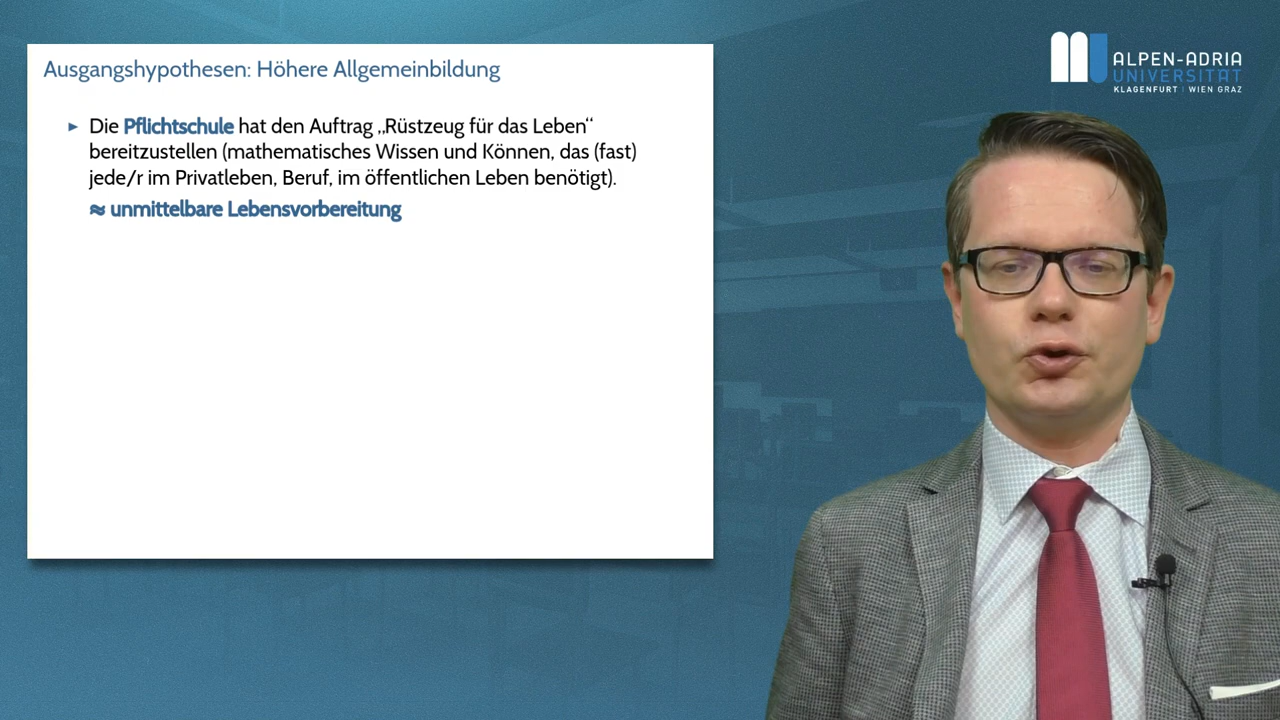 Ausgangshypothesen: Höhere Allgemeinbildung
▸ Die Pflichtschule hat den Auftrag „Rüstzeug für das Leben“
bereitzustellen (mathematisches Wissen und Können, das (fast)
jede/r im Privatleben, Beruf, im öffentlichen Leben benötigt).
≈ unmittelbare Lebensvorbereitung
ALPEN-ADRIA
UNIVERSITÄT
KLAGENFURT | WIEN GRAZ